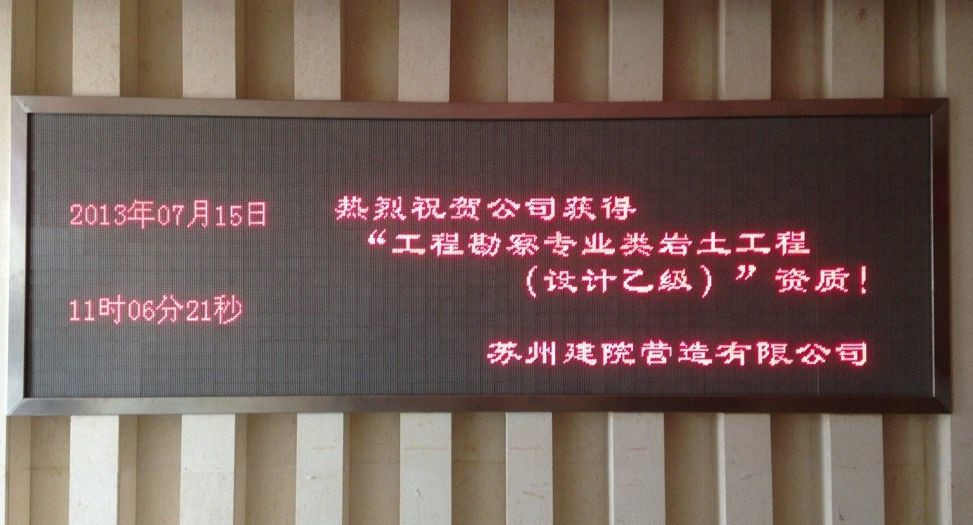 2013年07月15日
11时06分21秒
热烈祝贺公司获得
“工程勘察专业类岩土工程
(设计乙级)”资质!
苏州建院营造有限公司